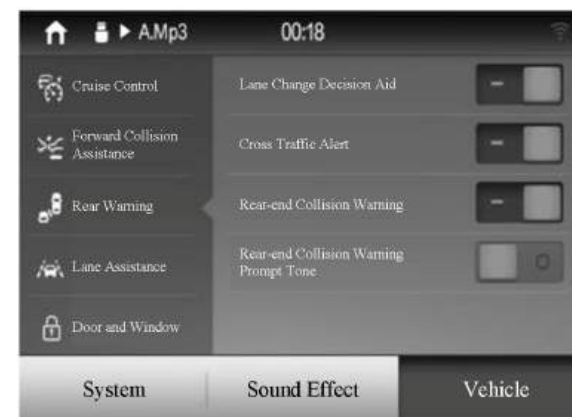 A.Mp3
00:18
Cruise Control
Forward Collision
Assistance
Rear Warning
Lane Assistance
Door and Window
Lane Change Decision Aid
Cross Traffic Alert
Rear-end Collision Warning
Rear-end Collision Warning
Prompt Tone
System
Sound Effect
Vehicle